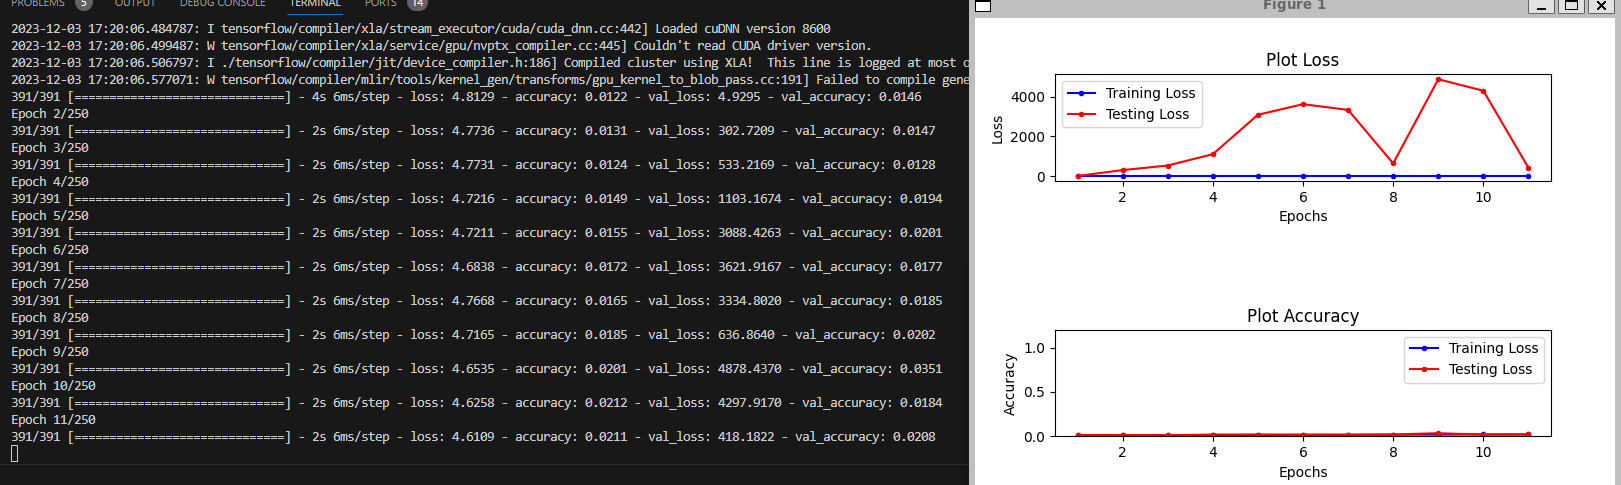 PROBLEMS 5 OUTPUT DEBUG CONSOLE TERMINAL PORTS 14
2023-12-03 17:20:06.484787: I tensorflow/compiler/xla/stream_executor/cuda/cuda_dnn.cc:442] Loaded cuDNN version 8600
2023-12-03 17:20:06.499487: W tensorflow/compiler/xla/service/gpu/nvptx_compiler.cc:445] Couldn't read CUDA driver version.
2023-12-03 17:20:06.506797: I ./tensorflow/compiler/jit/device_compiler.h:186] Compiled cluster using XLA!  This line is logged at most o
2023-12-03 17:20:06.577071: W tensorflow/compiler/mlir/tools/kernel_gen/transforms/gpu_kernel_to_blob_pass.cc:191] Failed to compile gene
391/391 [==============================] - 4s 6ms/step - loss: 4.8129 - accuracy: 0.0122 - val_loss: 4.9295 - val_accuracy: 0.0146
Epoch 2/250
391/391 [==============================] - 2s 6ms/step - loss: 4.7736 - accuracy: 0.0131 - val_loss: 302.7209 - val_accuracy: 0.0147
Epoch 3/250
391/391 [==============================] - 2s 6ms/step - loss: 4.7731 - accuracy: 0.0124 - val_loss: 533.2169 - val_accuracy: 0.0128
Epoch 4/250
391/391 [==============================] - 2s 6ms/step - loss: 4.7216 - accuracy: 0.0149 - val_loss: 1103.1674 - val_accuracy: 0.0194
Epoch 5/250
391/391 [==============================] - 2s 6ms/step - loss: 4.7211 - accuracy: 0.0155 - val_loss: 3088.4263 - val_accuracy: 0.0201
Epoch 6/250
391/391 [==============================] - 2s 6ms/step - loss: 4.6838 - accuracy: 0.0172 - val_loss: 3621.9167 - val_accuracy: 0.0177
Epoch 7/250
391/391 [==============================] - 2s 6ms/step - loss: 4.7668 - accuracy: 0.0165 - val_loss: 3334.8020 - val_accuracy: 0.0185
Epoch 8/250
391/391 [==============================] - 2s 6ms/step - loss: 4.7165 - accuracy: 0.0185 - val_loss: 636.8640 - val_accuracy: 0.0202
Epoch 9/250
391/391 [==============================] - 2s 6ms/step - loss: 4.6535 - accuracy: 0.0201 - val_loss: 4878.4370 - val_accuracy: 0.0351
Epoch 10/250
391/391 [==============================] - 2s 6ms/step - loss: 4.6258 - accuracy: 0.0212 - val_loss: 4297.9170 - val_accuracy: 0.0184
Epoch 11/250
391/391 [==============================] - 2s 6ms/step - loss: 4.6109 - accuracy: 0.0211 - val_loss: 418.1822 - val_accuracy: 0.0208
Figure 1
Plot Loss
Training Loss
Testing Loss
4000
2000
0
Loss
2 4 6 8 10
Epochs
Plot Accuracy
Training Loss
Testing Loss
1.0
0.5
0.0
Accuracy
2 4 6 8 10
Epochs